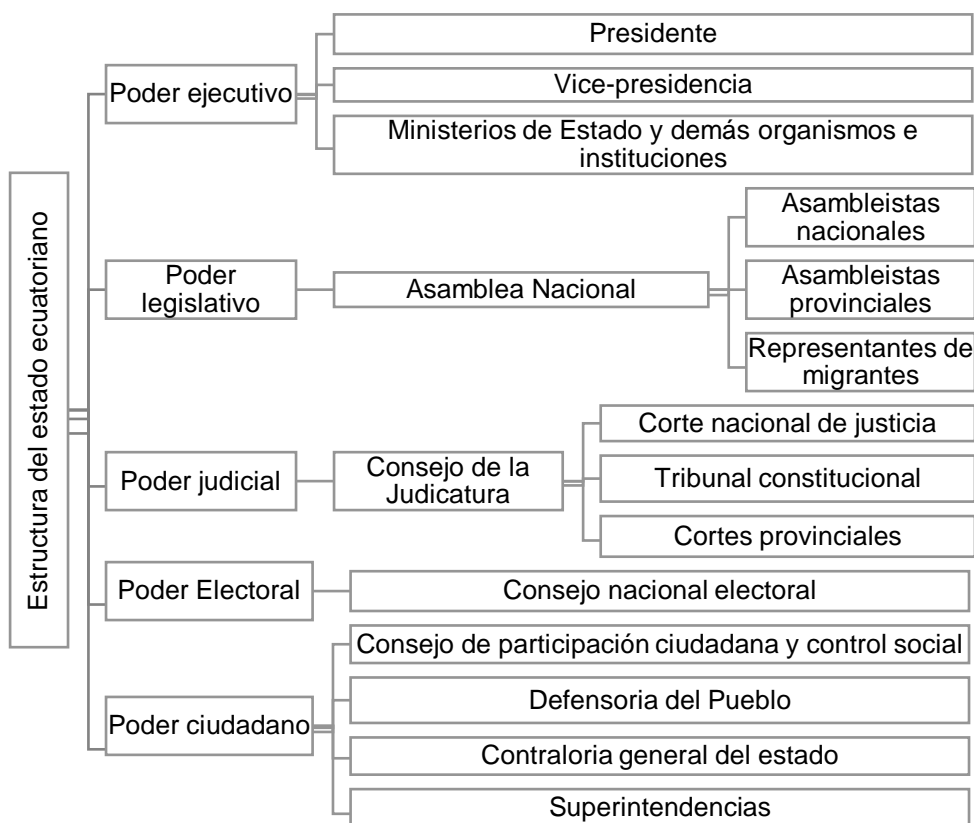 Estructura del estado ecuatoriano
Poder ejecutivo
Presidente
Vice-presidencia
Ministerios de Estado y demás organismos e
instituciones
Poder
legislativo
Asamblea Nacional
Asambleistas
nacionales
Asambleistas
provinciales
Representantes de
migrantes
Poder judicial
Consejo de la
Judicatura
Corte nacional de justicia
Tribunal constitucional
Cortes provinciales
Poder Electoral
Consejo nacional electoral
Poder ciudadano
Consejo de participación ciudadana y control social
Defensoria del Pueblo
Contraloria general del estado
Superintendencias